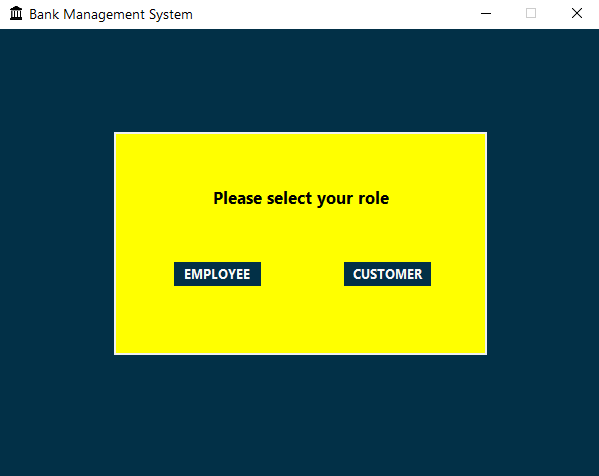 Bank Management System
Please select your role
EMPLOYEE
CUSTOMER